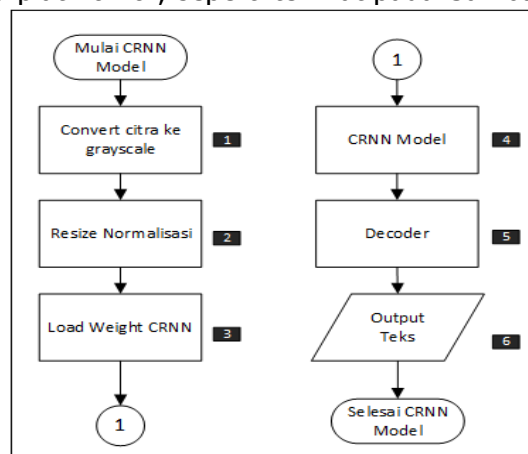 Mulai CRNN
Model
Convert citra ke
grayscale
1
Resize Normalisasi
2
Load Weight CRNN
3
1
1
CRNN Model
4
Decoder
5
Output
Teks
6
Selesai CRNN
Model